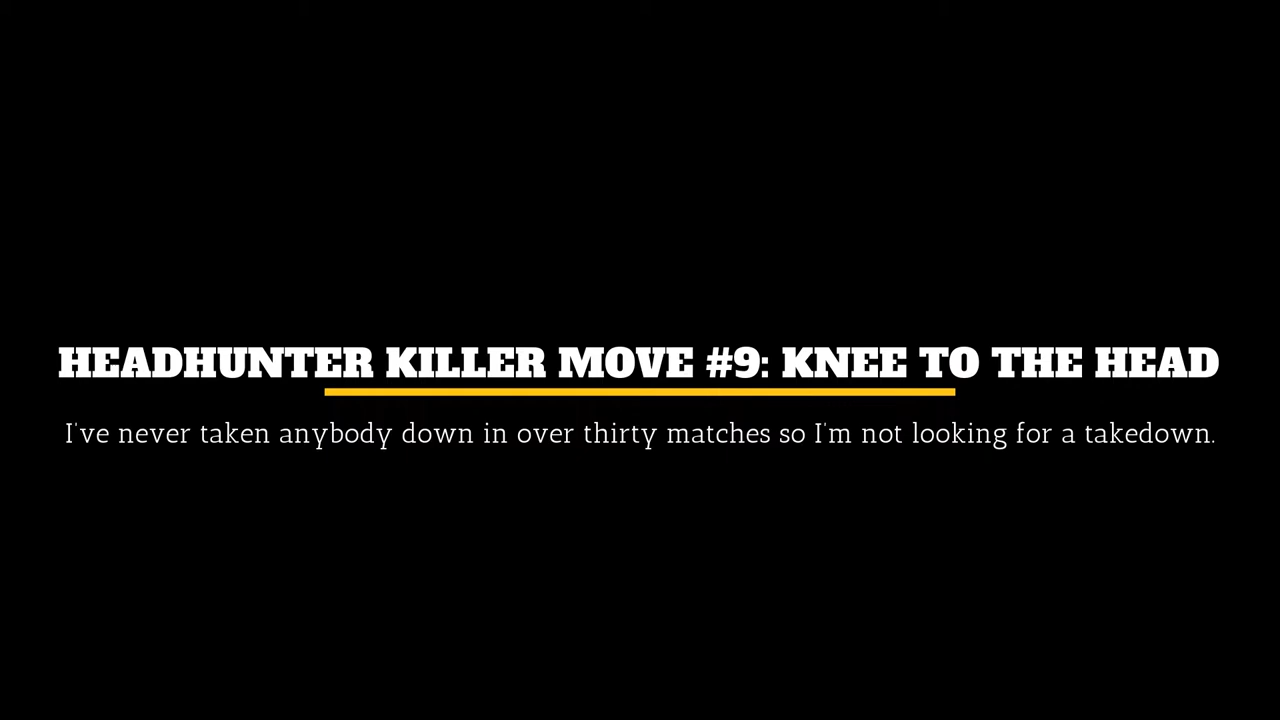 HEADHUNTER KILLER MOVE #9: KNEE TO THE HEAD
I've never taken anybody down in over thirty matches so I'm not looking for a takedown.